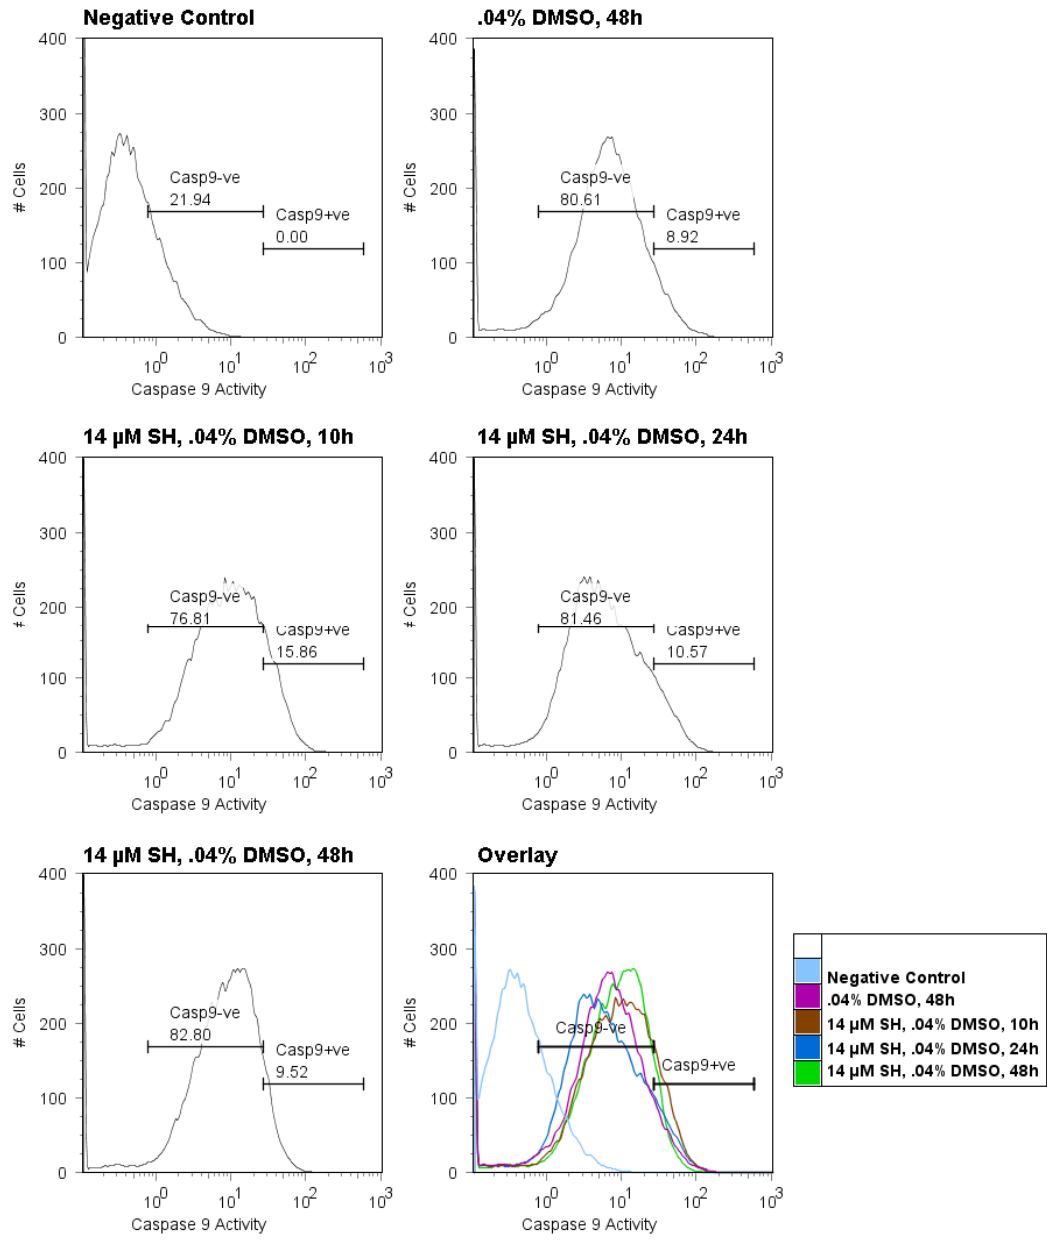 Negative Control
400
300
200
100
0
# Cells
Casp9-ve
21.94
Casp9+ve
0.00
10^0 10^1 10^2 10^3
Caspase 9 Activity
.04% DMSO, 48h
400
300
200
100
0
# Cells
Casp9-ve
80.61
Casp9+ve
8.92
10^0 10^1 10^2 10^3
Caspase 9 Activity
14 µM SH, .04% DMSO, 10h
400
300
200
100
0
# Cells
Casp9-ve
76.81
Casp9+ve
15.86
10^0 10^1 10^2 10^3
Caspase 9 Activity
14 µM SH, .04% DMSO, 24h
400
300
200
100
0
# Cells
Casp9-ve
81.46
Casp9+ve
10.57
10^0 10^1 10^2 10^3
Caspase 9 Activity
14 µM SH, .04% DMSO, 48h
400
300
200
100
0
# Cells
Casp9-ve
82.80
Casp9+ve
9.52
10^0 10^1 10^2 10^3
Caspase 9 Activity
Overlay
400
300
200
100
0
# Cells
Casp9-ve
Casp9+ve
10^0 10^1 10^2 10^3
Caspase 9 Activity
Negative Control
.04% DMSO, 48h
14 µM SH, .04% DMSO, 10h
14 µM SH, .04% DMSO, 24h
14 µM SH, .04% DMSO, 48h